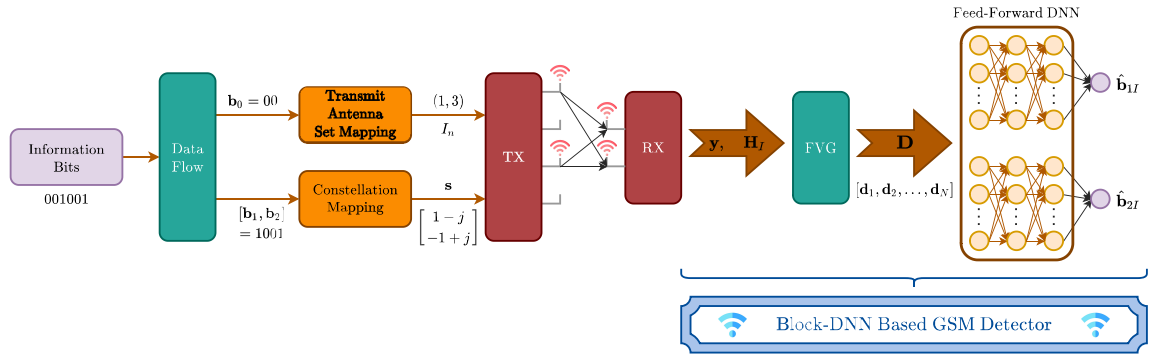 Feed-Forward DNN
Information
Bits
001001
Data
Flow
𝐛₀ = 00
Transmit
Antenna
Set Mapping
(1, 3)
Iₙ
[𝐛₁, b₂]
= 1001
Constellation
Mapping
𝐬
[ 1 − j
−1 + j ]
TX
RX
𝐲, 𝐇_I
FVG
𝐃
[𝐝₁, 𝐝₂, . . . , 𝐝_N]
𝐛̂₁I
𝐛̂₂I
Block-DNN Based GSM Detector